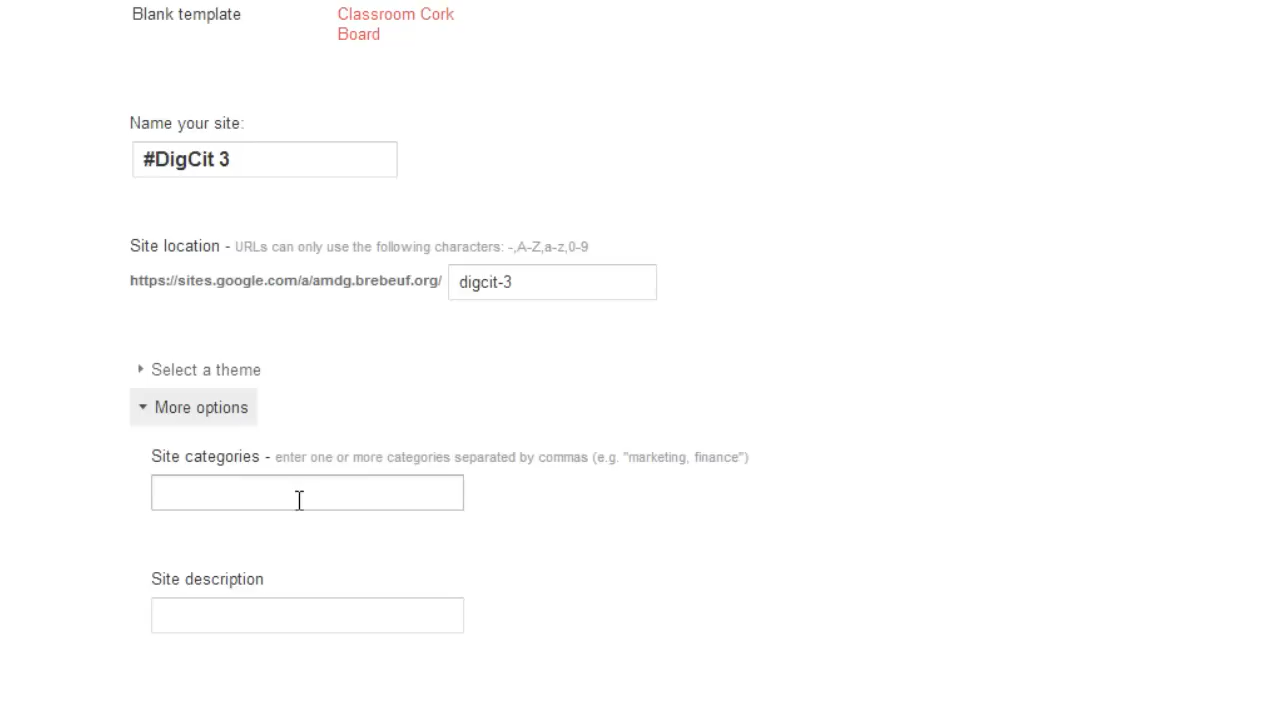 Blank template
Classroom Cork
Board
Name your site:
#DigCit 3
Site location - URLs can only use the following characters: -,A-Z,a-z,0-9
https://sites.google.com/a/amdg.brebeuf.org/ digcit-3
Select a theme
More options
Site categories - enter one or more categories separated by commas (e.g. "marketing, finance")
Site description